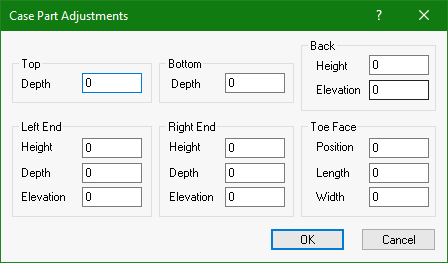 Case Part Adjustments ?
Top
Depth 0
Bottom
Depth 0
Back
Height 0
Elevation 0
Left End
Height 0
Depth 0
Elevation 0
Right End
Height 0
Depth 0
Elevation 0
Toe Face
Position 0
Length 0
Width 0
OK Cancel